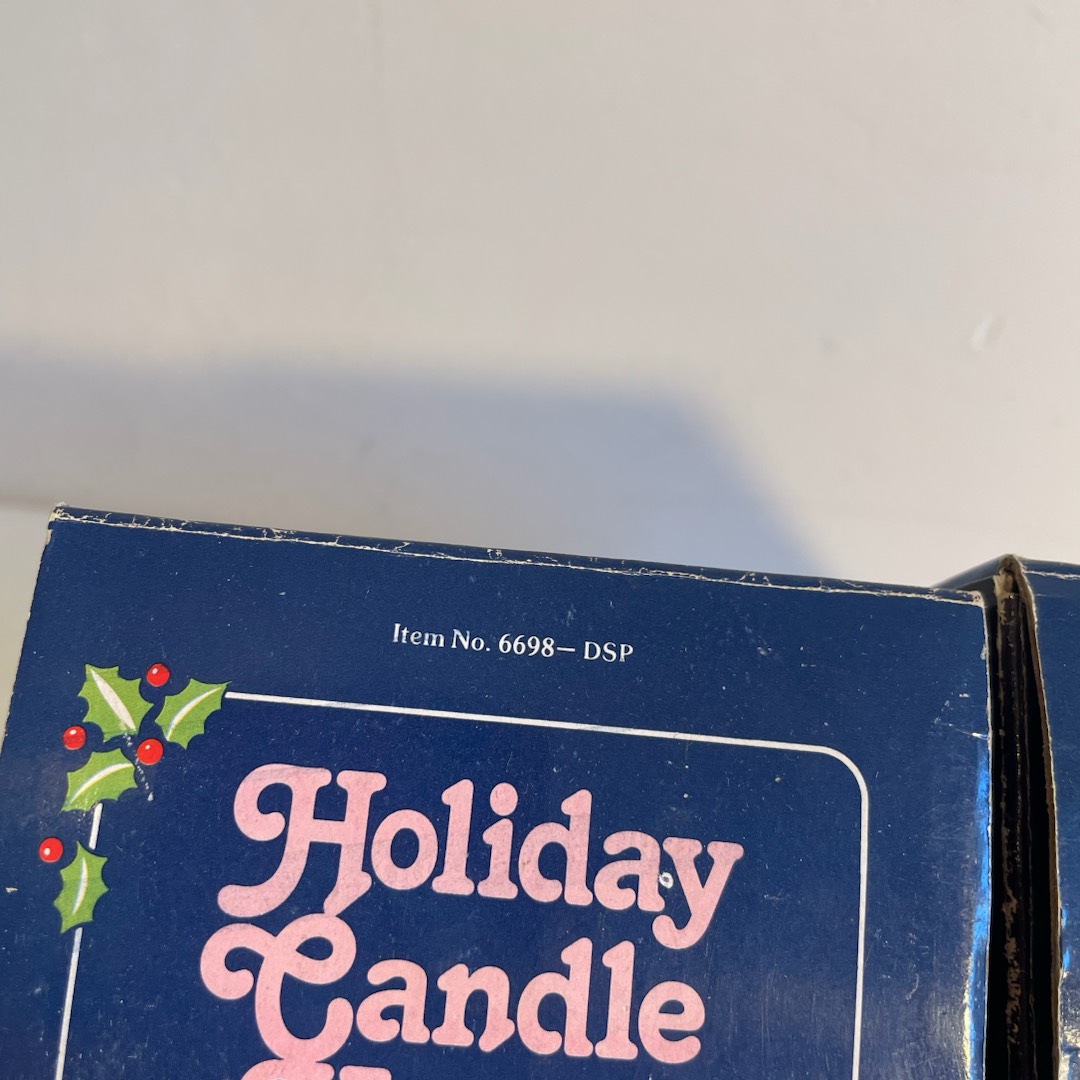 Item No. 6698— DSP
Holiday
Candle